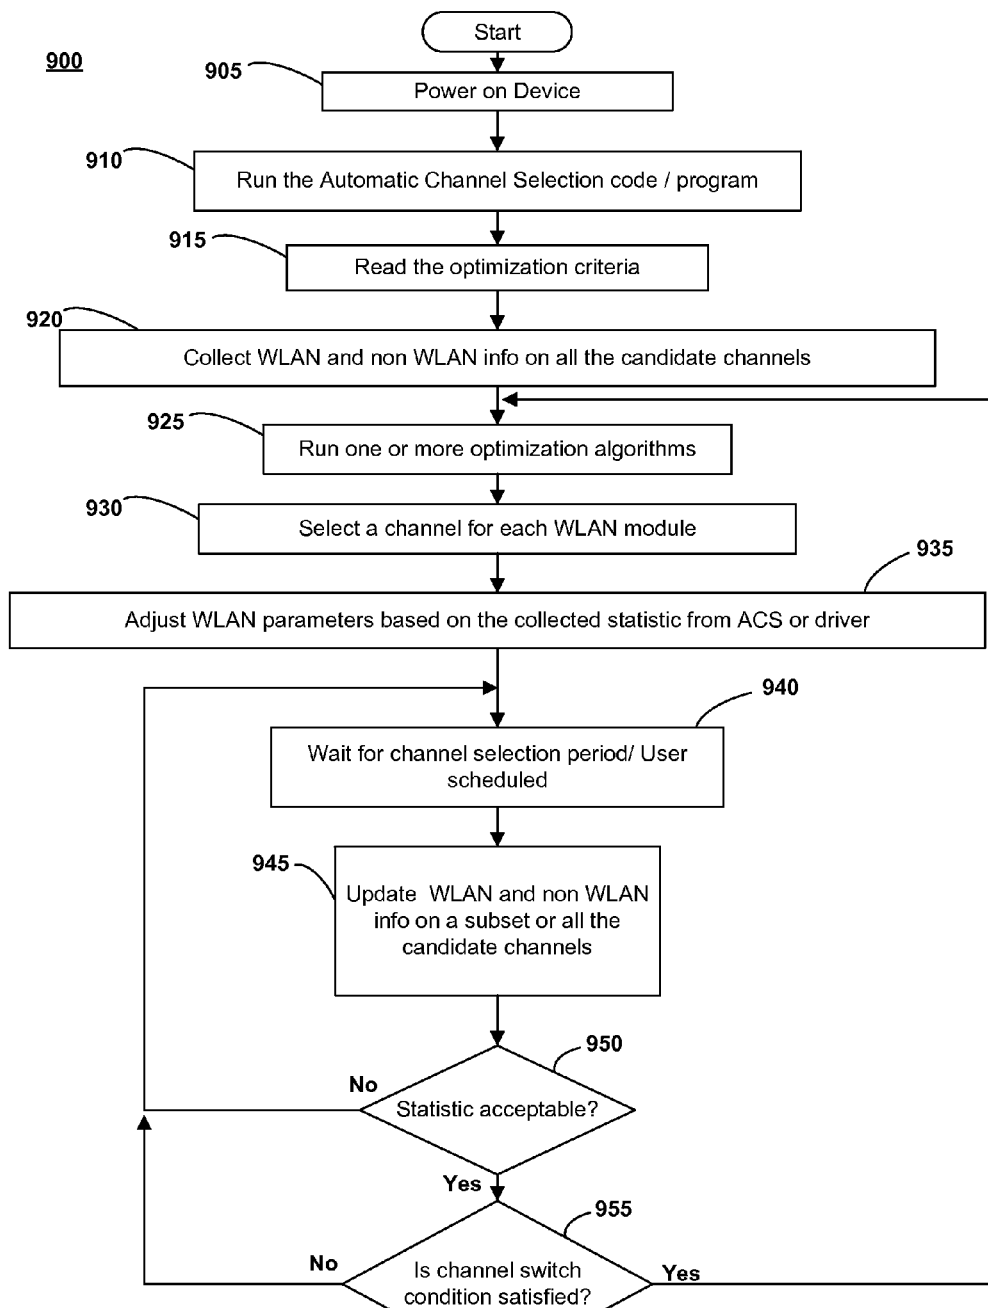 Start
900
905
Power on Device
910
Run the Automatic Channel Selection code / program
915
Read the optimization criteria
920
Collect WLAN and non WLAN info on all the candidate channels
925
Run one or more optimization algorithms
930
Select a channel for each WLAN module
935
Adjust WLAN parameters based on the collected statistic from ACS or driver
940
Wait for channel selection period/ User
scheduled
945
Update WLAN and non WLAN
info on a subset or all the
candidate channels
950
No
Statistic acceptable?
Yes
955
No
Is channel switch
condition satisfied?
Yes